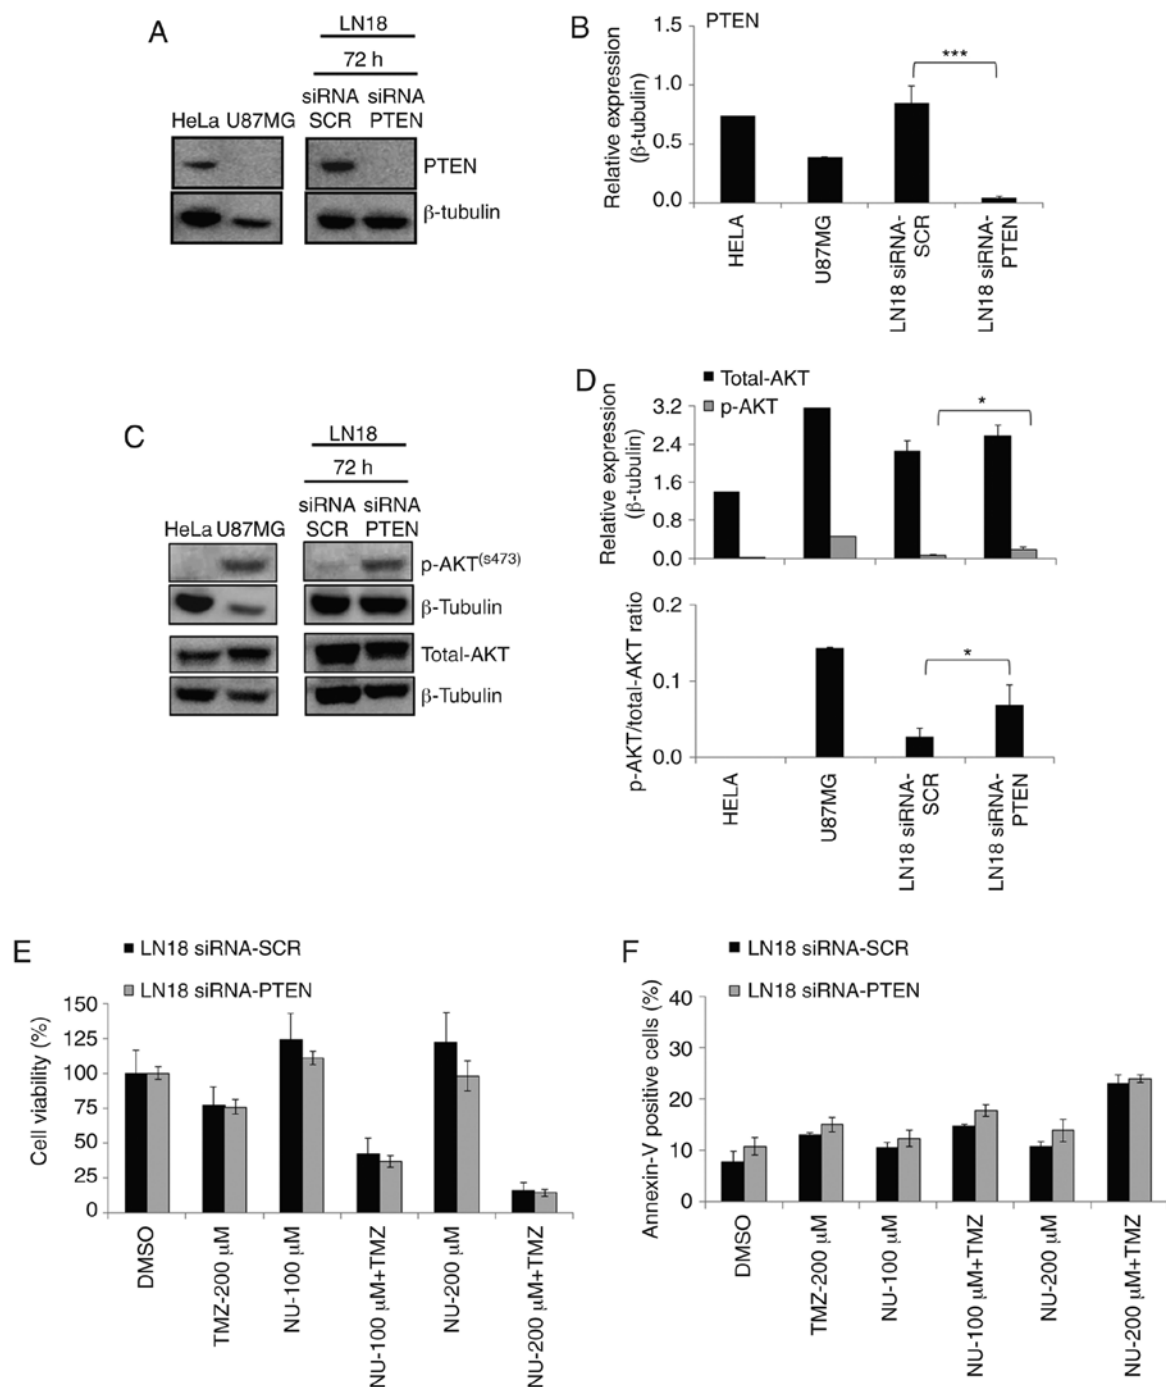 A
LN18
72 h
siRNA siRNA
SCR PTEN
HeLa U87MG
PTEN
β-tubulin
B
PTEN
Relative expression
(β-tubulin)
1.5
1.0
0.5
0.0
***
HELA
U87MG
LN18 siRNA-
SCR
LN18 siRNA-
PTEN
C
LN18
72 h
siRNA siRNA
SCR PTEN
HeLa U87MG
p-AKT(s473)
β-Tubulin
Total-AKT
β-Tubulin
D
Total-AKT
p-AKT
Relative expression
(β-tubulin)
3.2
2.4
1.6
0.8
0.0
*
p-AKT/total-AKT ratio
0.2
0.1
0.0
*
HELA
U87MG
LN18 siRNA-
SCR
LN18 siRNA-
PTEN
E
LN18 siRNA-SCR
LN18 siRNA-PTEN
Cell viability (%)
150
125
100
75
50
25
0
DMSO
TMZ-200 µM
NU-100 µM
NU-100 µM+TMZ
NU-200 µM
NU-200 µM+TMZ
F
LN18 siRNA-SCR
LN18 siRNA-PTEN
Annexin-V positive cells (%)
40
30
20
10
0
DMSO
TMZ-200 µM
NU-100 µM
NU-100 µM+TMZ
NU-200 µM
NU-200 µM+TMZ